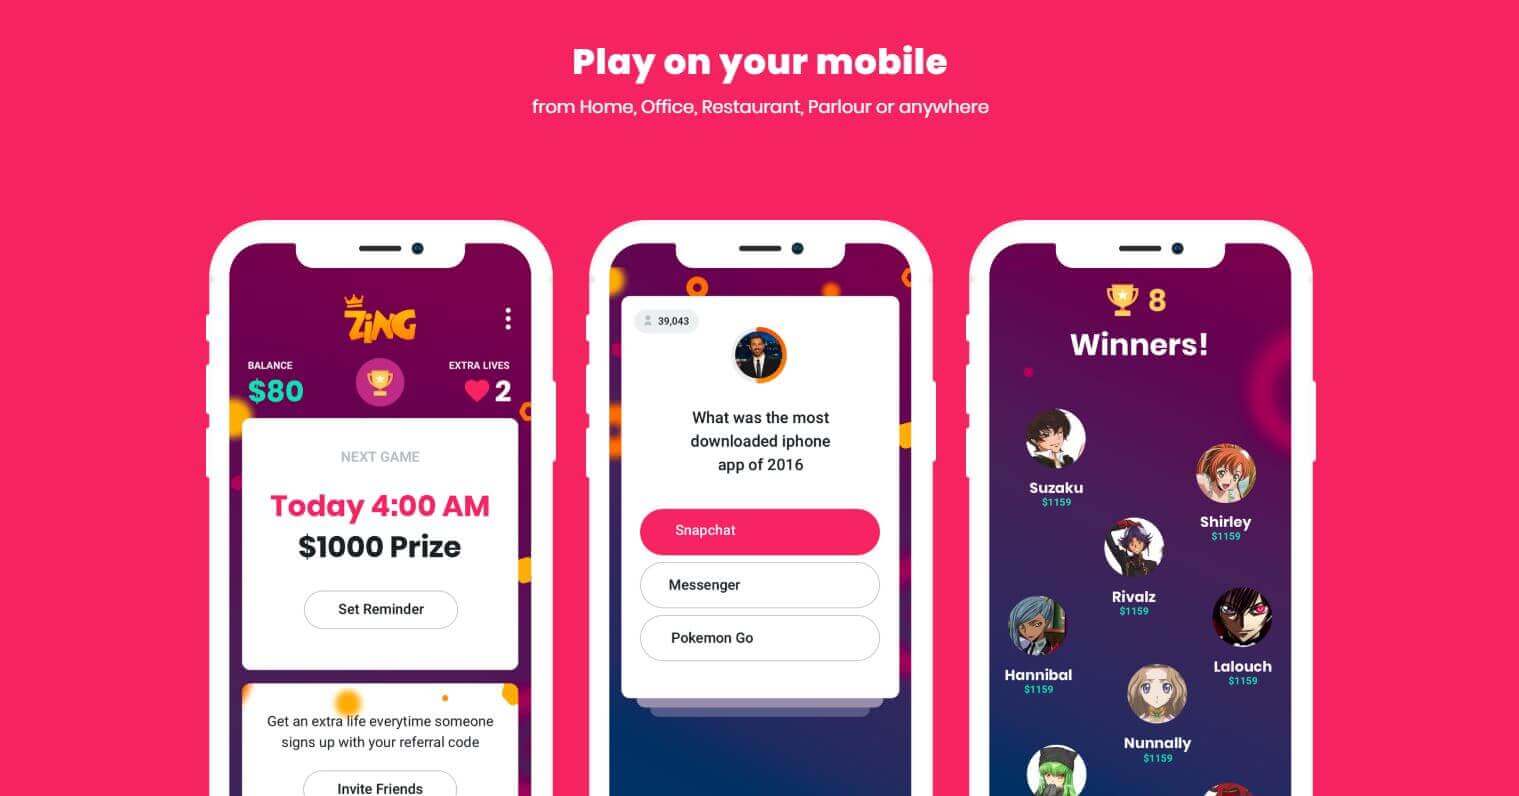 Play on your mobile
from Home, Office, Restaurant, Parlour or anywhere
ZiNG
BALANCE
$80
EXTRA LIVES
2
NEXT GAME
Today 4:00 AM
$1000 Prize
Set Reminder
Get an extra life everytime someone
signs up with your referral code
Invite Friends
39,043
What was the most
downloaded iphone
app of 2016
Snapchat
Messenger
Pokemon Go
8
Winners!
Suzaku
$1159
Shirley
$1159
Rivalz
$1159
Hannibal
$1159
Lalouch
$1159
Nunnally
$1159